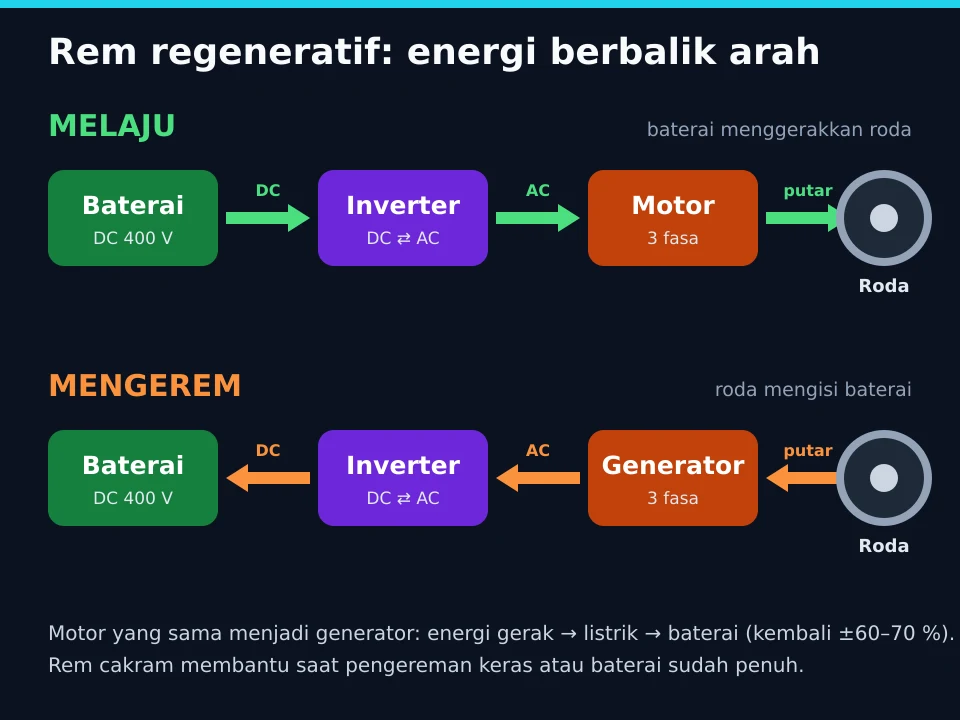 Rem regeneratif: energi berbalik arah
MELAJU
baterai menggerakkan roda
DC
AC
putar
Baterai
Inverter
Motor
DC 400 V
DC ⇄ AC
3 fasa
Roda
MENGEREM
roda mengisi baterai
DC
AC
putar
Baterai
Inverter
Generator
DC 400 V
DC ⇄ AC
3 fasa
Roda
Motor yang sama menjadi generator: energi gerak → listrik → baterai (kembali ±60–70 %).
Rem cakram membantu saat pengereman keras atau baterai sudah penuh.